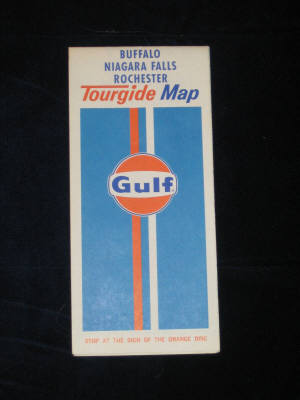 BUFFALO
NIAGARA FALLS
ROCHESTER
Tourgide Map
Gulf
STOP AT THE SIGN OF THE ORANGE DISC